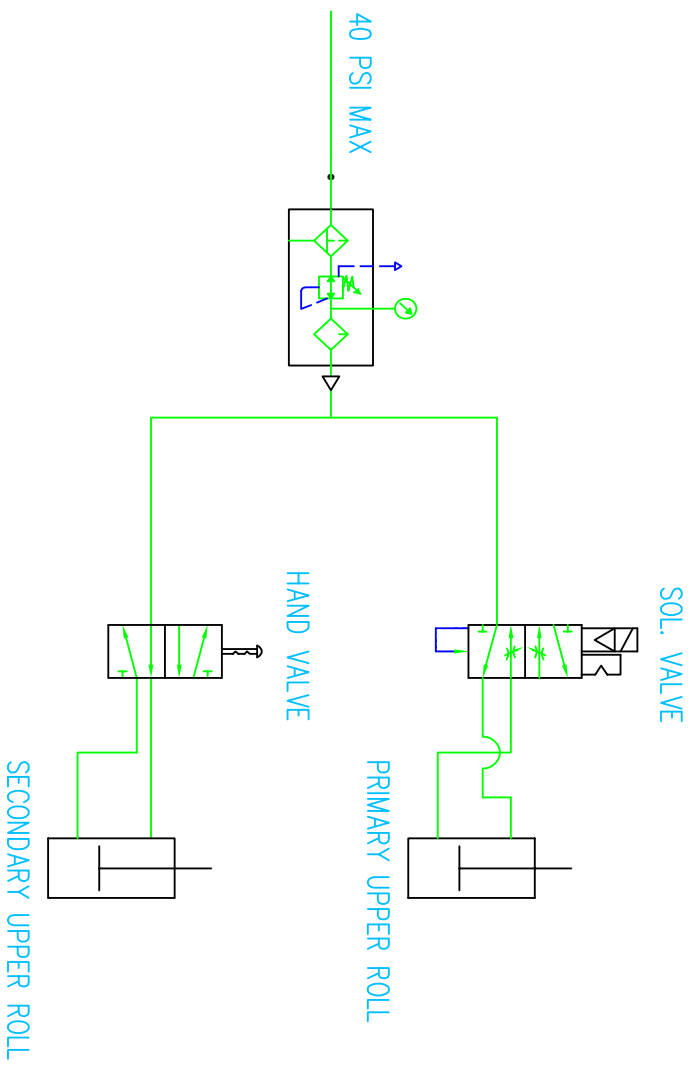 40 PSI MAX
SOL. VALVE
HAND VALVE
PRIMARY UPPER ROLL
SECONDARY UPPER ROLL